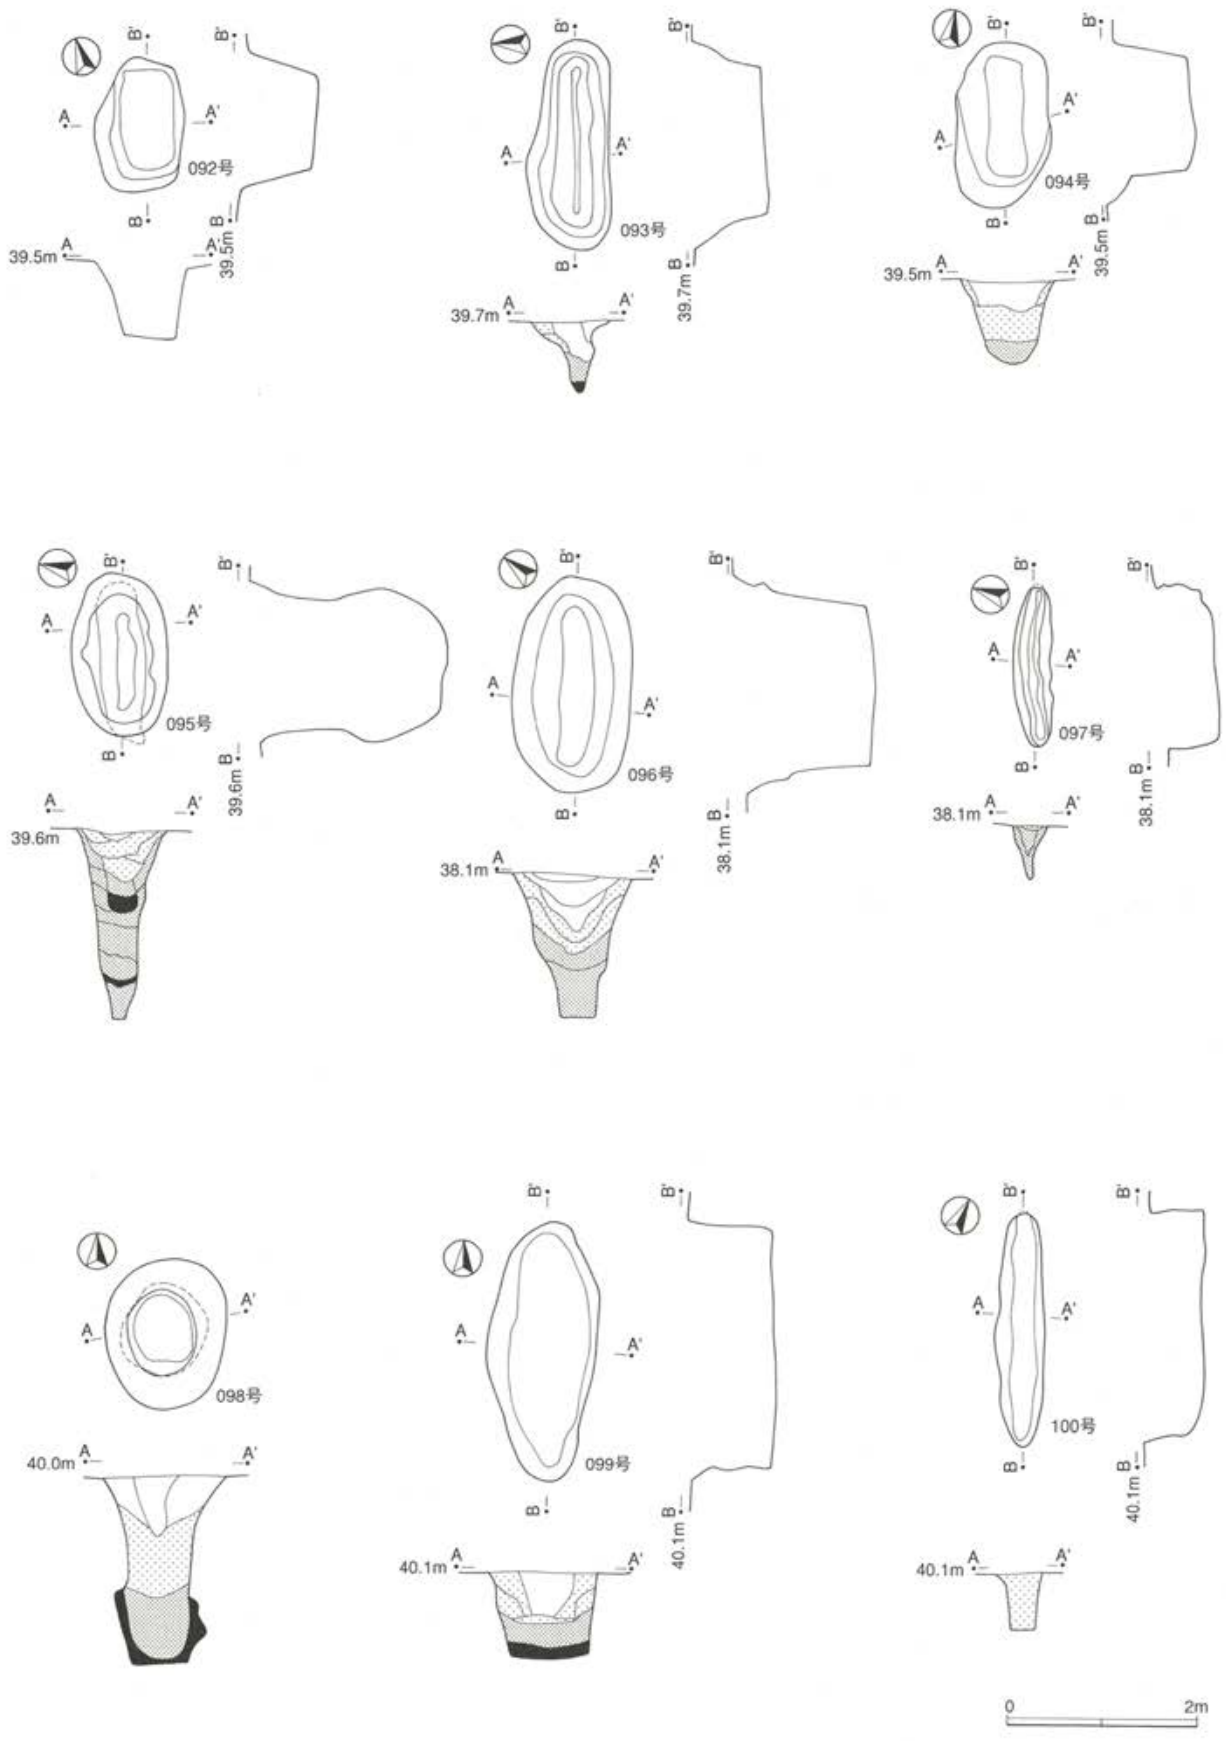 B'
B'
A
A'
092号
B
B
39.5m
39.5m A
A'
B'
B'
A
A'
093号
B
B
39.7m
39.7m A
A'
B'
B'
A
A'
094号
B
B
39.5m
39.5m A
A'
B'
B'
A
A'
095号
B
B
39.6m
A
A'
39.6m
B'
B'
A
A'
096号
B
B
38.1m
38.1m A
A'
B'
B'
A
A'
097号
B
B
38.1m
38.1m A
A'
A
A'
098号
40.0m A
A'
B'
B'
A
A'
099号
B
B
40.1m
40.1m A
A'
B'
B'
A
A'
100号
B
B
40.1m
40.1m A
A'
0 2m